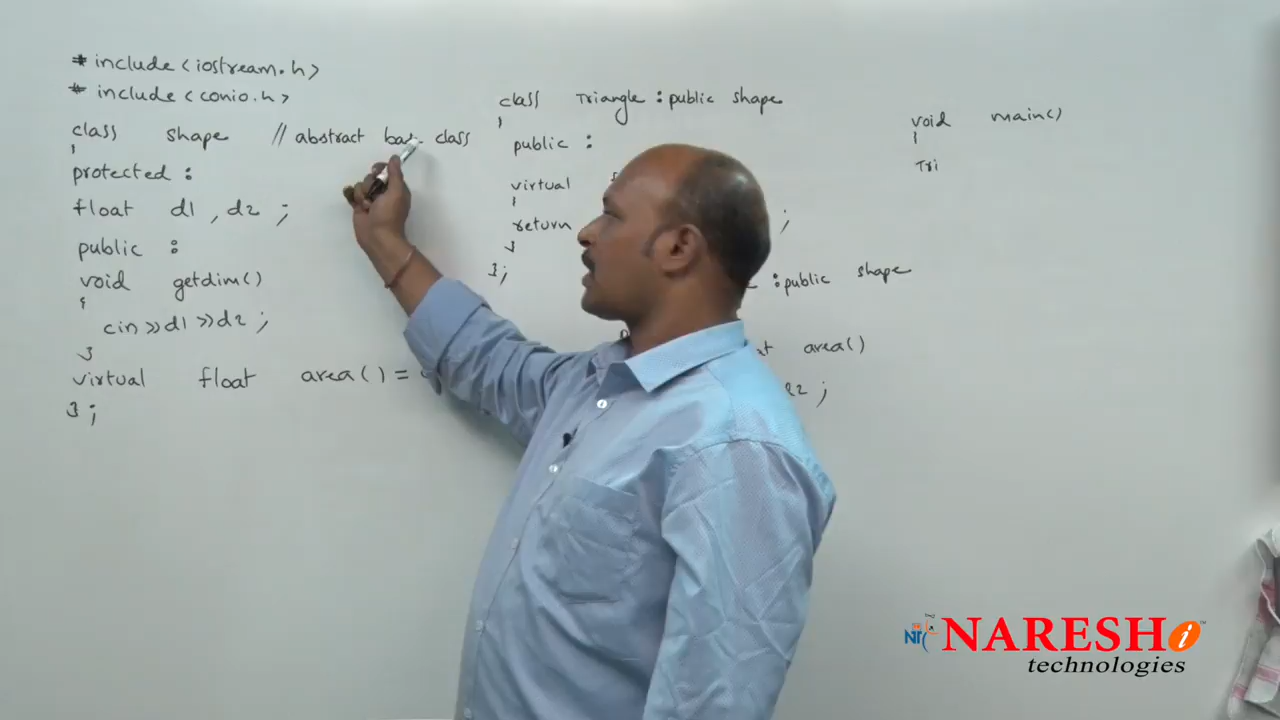 # include <iostream.h>
# include <conio.h>
class shape // abstract class
{
protected :
float d1 , d2 ;
public :
void getdim()
{
cin >> d1 >> d2 ;
}
virtual float area() =
} ;
class Triangle : public shape
{
public :
virtual
{
return ;
}
};
: public shape
area()
d2 ;
void main()
{
Tri
NARESH i
technologies